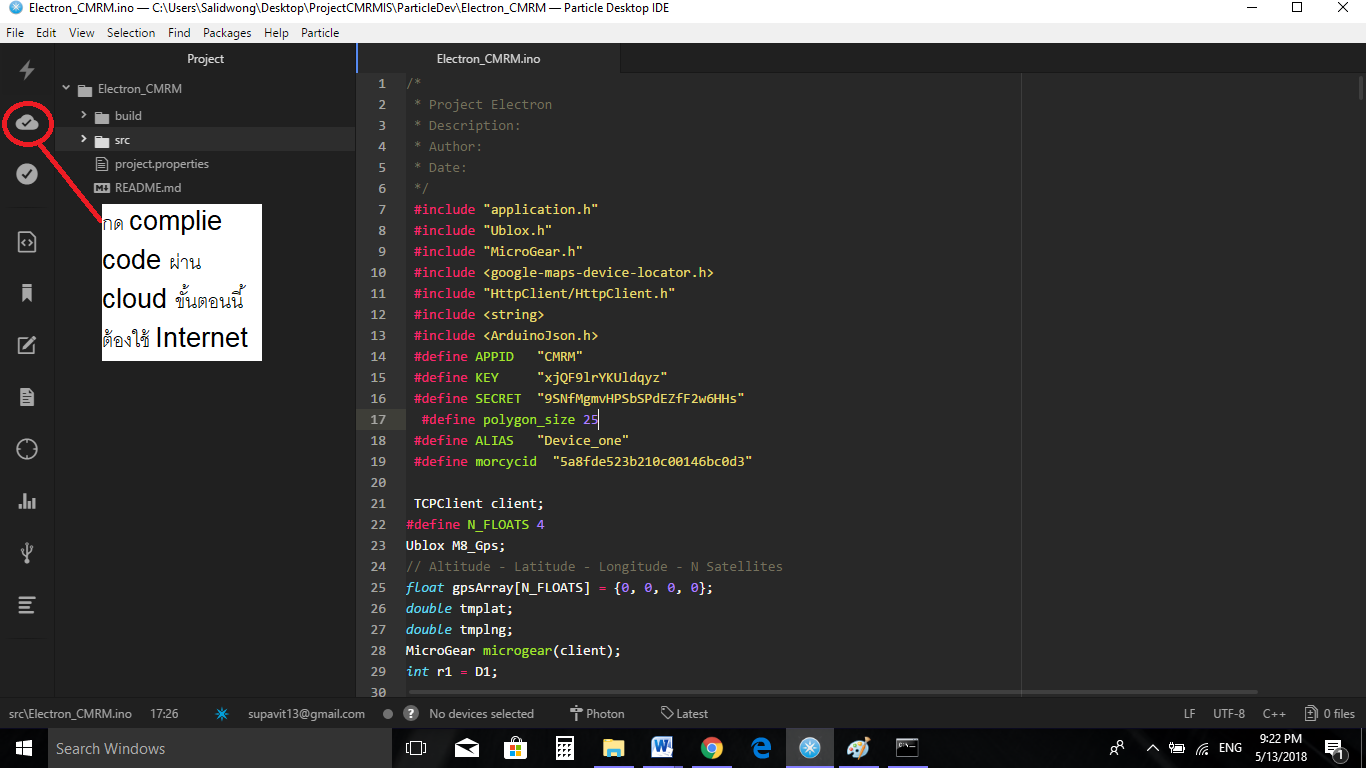 Electron_CMRM.ino — C:\Users\Salidwong\Desktop\ProjectCMRMIS\ParticleDev\Electron_CMRM — Particle Desktop IDE
File Edit View Selection Find Packages Help Particle
Project
Electron_CMRM
build
src
project.properties
README.md
กด complie
code ผ่าน
cloud ขั้นตอนนี้
ต้องใช้ Internet
Electron_CMRM.ino
1 /*
2 * Project Electron
3 * Description:
4 * Author:
5 * Date:
6 */
7 #include "application.h"
8 #include "Ublox.h"
9 #include "MicroGear.h"
10 #include <google-maps-device-locator.h>
11 #include "HttpClient/HttpClient.h"
12 #include <string>
13 #include <ArduinoJson.h>
14 #define APPID "CMRM"
15 #define KEY "xjQF9lrYKUldqyz"
16 #define SECRET "9SNfMgmvHPSbSPdEZfF2w6HHs"
17 #define polygon_size 25
18 #define ALIAS "Device_one"
19 #define morcycid "5a8fde523b210c00146bc0d3"
20
21 TCPClient client;
22 #define N_FLOATS 4
23 Ublox M8_Gps;
24 // Altitude - Latitude - Longitude - N Satellites
25 float gpsArray[N_FLOATS] = {0, 0, 0, 0};
26 double tmplat;
27 double tmplng;
28 MicroGear microgear(client);
29 int r1 = D1;
30
src\Electron_CMRM.ino 17:26 supavit13@gmail.com ? No devices selected Photon Latest LF UTF-8 C++ 0 files
Search Windows
ENG
9:22 PM
5/13/2018
1